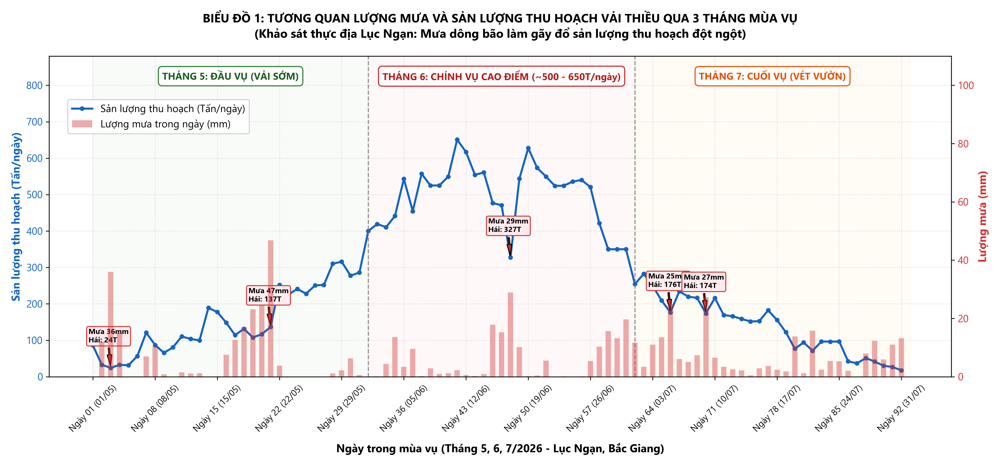 BIỂU ĐỒ 1: TƯƠNG QUAN LƯỢNG MƯA VÀ SẢN LƯỢNG THU HOẠCH VẢI THIỀU QUA 3 THÁNG MÙA VỤ
(Khảo sát thực địa Lục Ngạn: Mưa dông bão làm gãy đổ sản lượng thu hoạch đột ngột)
THÁNG 5: ĐẦU VỤ (VẢI SỚM)
THÁNG 6: CHÍNH VỤ CAO ĐIỂM (~500 - 650T/ngày)
THÁNG 7: CUỐI VỤ (VÉT VƯỜN)
Sản lượng thu hoạch (Tấn/ngày)
Lượng mưa trong ngày (mm)
Sản lượng thu hoạch (Tấn/ngày)
800
700
600
500
400
300
200
100
0
Mưa 36mm
Hái: 24T
Mưa 47mm
Hái: 137T
Mưa 29mm
Hái: 327T
Mưa 25m
Hái: 176T
Mưa 27mm
Hái: 174T
100
80
60
40
20
0
Lượng mưa (mm)
Ngày 01 (01/05)
Ngày 08 (08/05)
Ngày 15 (15/05)
Ngày 22 (22/05)
Ngày 29 (29/05)
Ngày 36 (05/06)
Ngày 43 (12/06)
Ngày 50 (19/06)
Ngày 57 (26/06)
Ngày 64 (03/07)
Ngày 71 (10/07)
Ngày 78 (17/07)
Ngày 85 (24/07)
Ngày 92 (31/07)
Ngày trong mùa vụ (Tháng 5, 6, 7/2026 - Lục Ngạn, Bắc Giang)